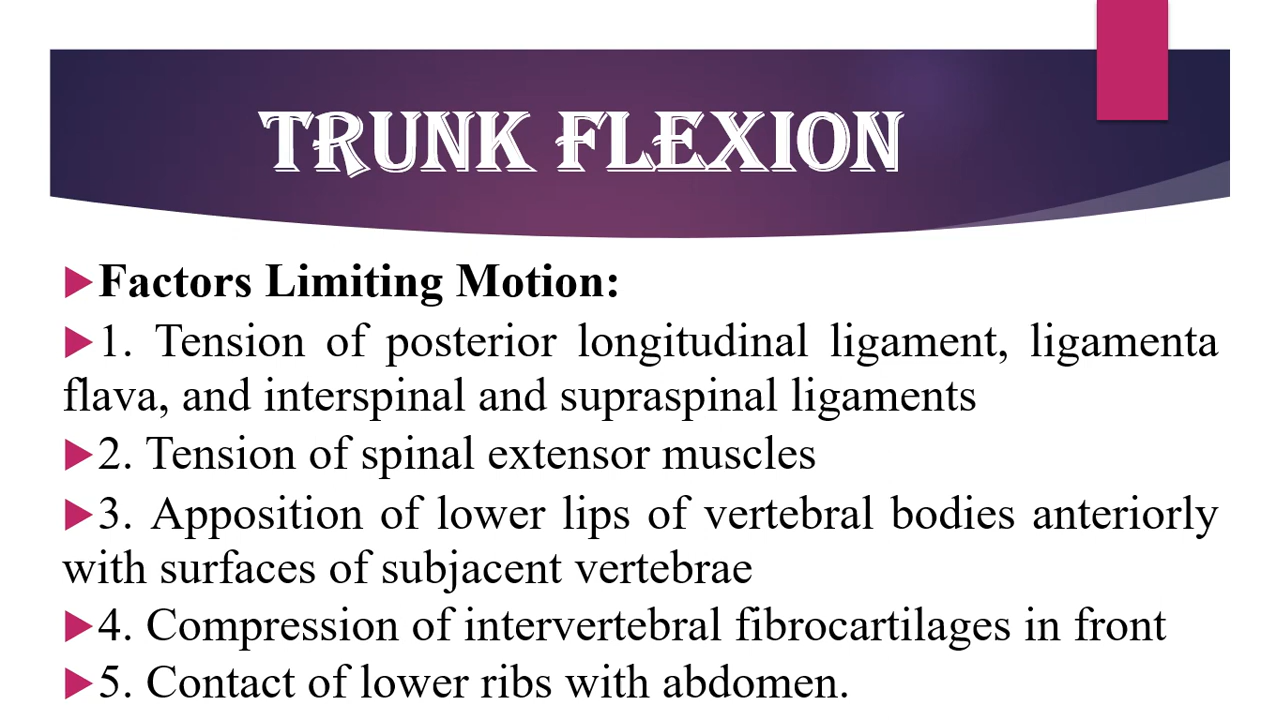 TRUNK FLEXION
Factors Limiting Motion:
1. Tension of posterior longitudinal ligament, ligamenta
flava, and interspinal and supraspinal ligaments
2. Tension of spinal extensor muscles
3. Apposition of lower lips of vertebral bodies anteriorly
with surfaces of subjacent vertebrae
4. Compression of intervertebral fibrocartilages in front
5. Contact of lower ribs with abdomen.